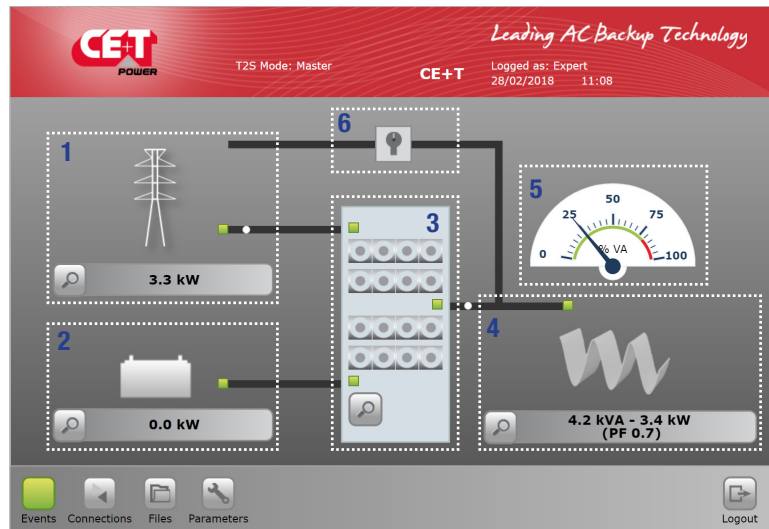 CE+T
POWER
T2S Mode: Master
CE+T
Leading AC Backup Technology
Logged as: Expert
28/02/2018 11:08
1
3.3 kW
2
0.0 kW
6
3
5
0
25
50
75
100
% VA
4
4.2 kVA - 3.4 kW
(PF 0.7)
Events Connections Files Parameters
Logout